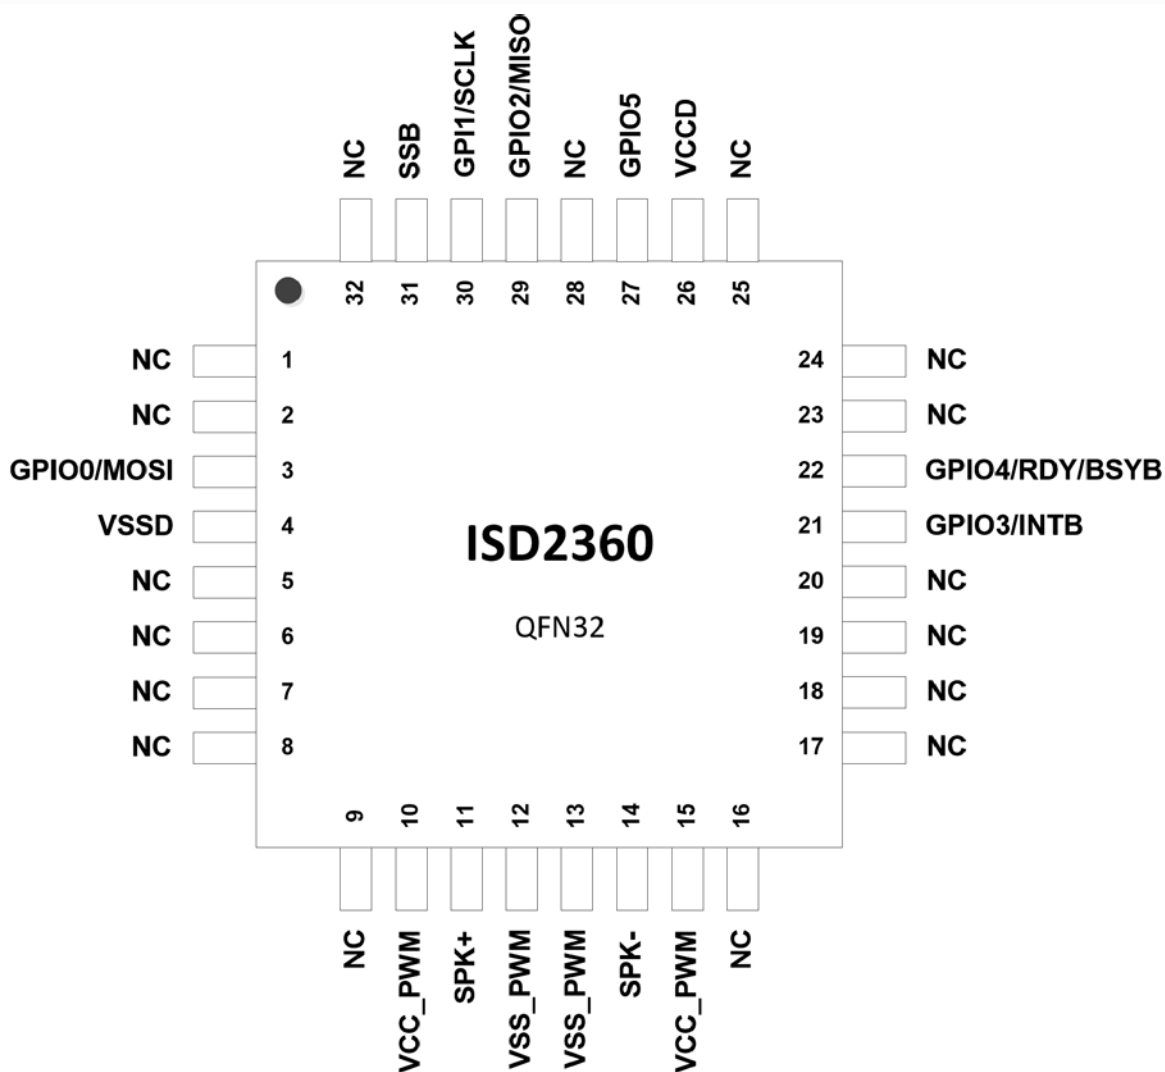 NC
SSB
GPI1/SCLK
GPIO2/MISO
NC
GPIO5
VCCD
NC
32
31
30
29
28
27
26
25
NC 1
NC 2
GPIO0/MOSI 3
VSSD 4
NC 5
NC 6
NC 7
NC 8
24 NC
23 NC
22 GPIO4/RDY/BSYB
21 GPIO3/INTB
20 NC
19 NC
18 NC
17 NC
ISD2360
QFN32
9
10
11
12
13
14
15
16
NC
VCC_PWM
SPK+
VSS_PWM
VSS_PWM
SPK-
VCC_PWM
NC